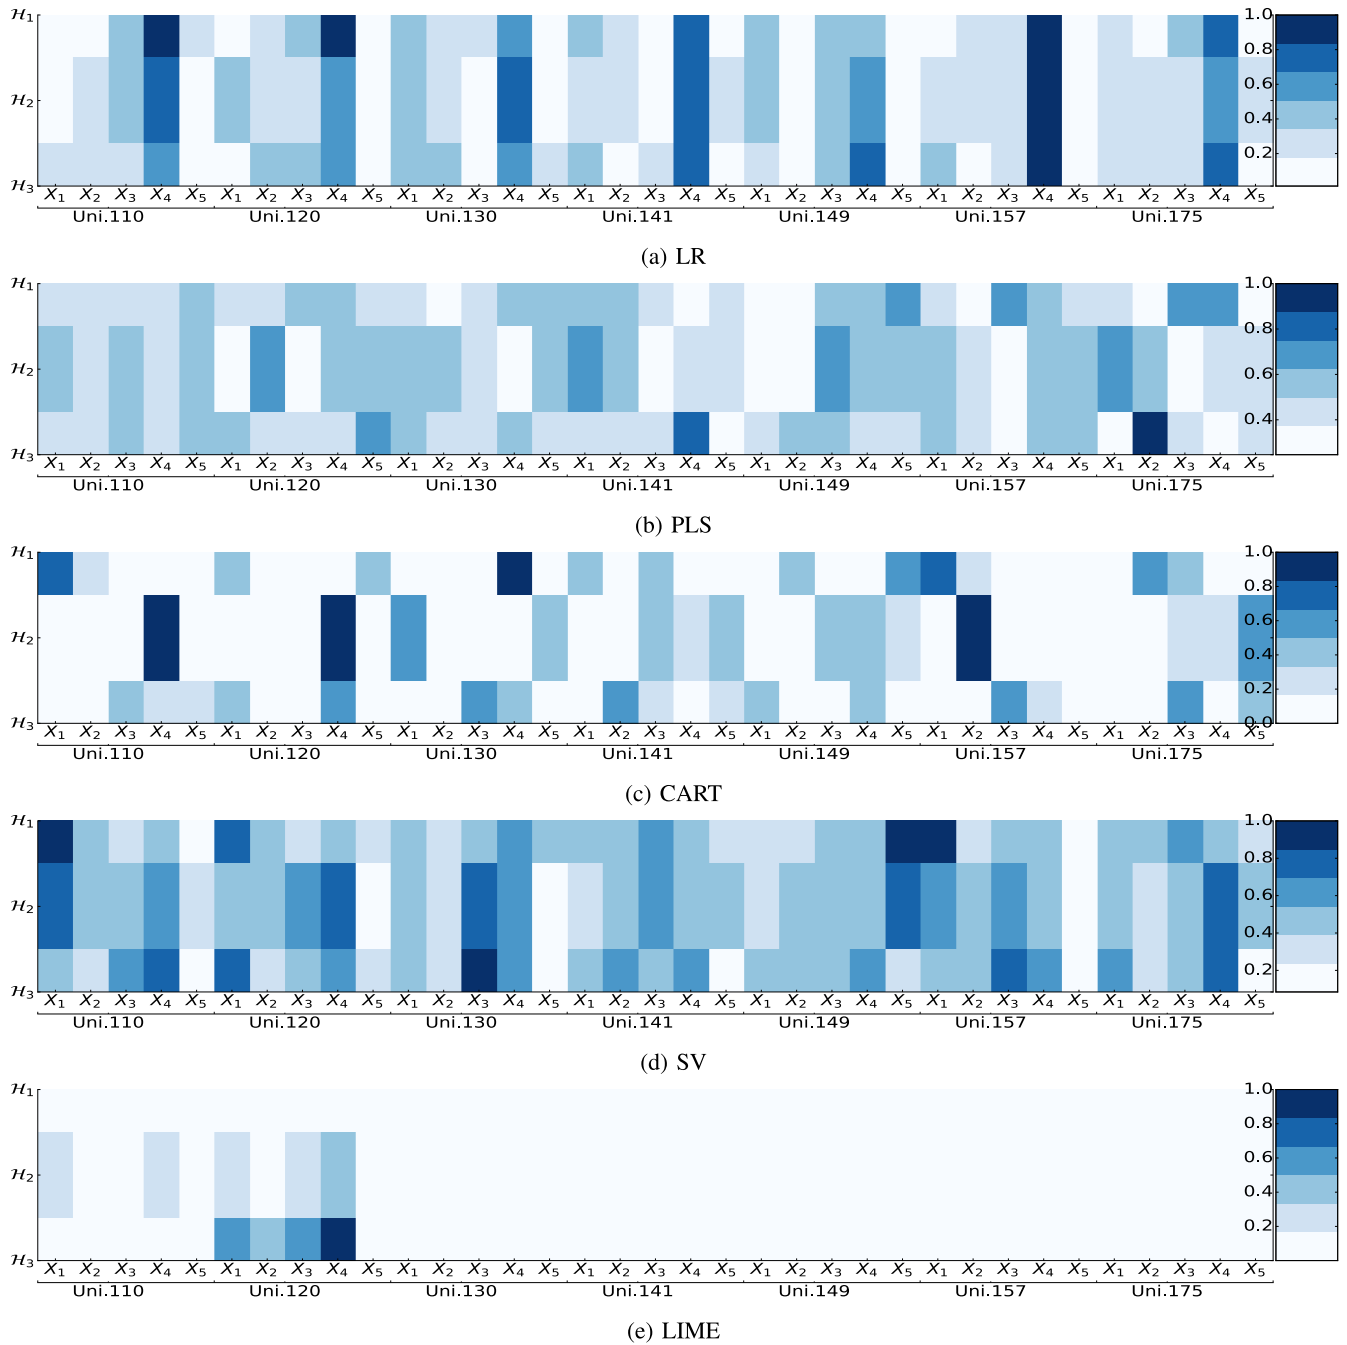 ℋ₁ 1.0
0.8
ℋ₂ 0.6
0.4
0.2
ℋ₃
X₁ X₂ X₃ X₄ X₅ X₁ X₂ X₃ X₄ X₅ X₁ X₂ X₃ X₄ X₅ X₁ X₂ X₃ X₄ X₅ X₁ X₂ X₃ X₄ X₅ X₁ X₂ X₃ X₄ X₅ X₁ X₂ X₃ X₄ X₅
Uni.110 Uni.120 Uni.130 Uni.141 Uni.149 Uni.157 Uni.175
(a) LR
ℋ₁ 1.0
0.8
ℋ₂ 0.6
0.4
ℋ₃
X₁ X₂ X₃ X₄ X₅ X₁ X₂ X₃ X₄ X₅ X₁ X₂ X₃ X₄ X₅ X₁ X₂ X₃ X₄ X₅ X₁ X₂ X₃ X₄ X₅ X₁ X₂ X₃ X₄ X₅ X₁ X₂ X₃ X₄ X₅
Uni.110 Uni.120 Uni.130 Uni.141 Uni.149 Uni.157 Uni.175
(b) PLS
ℋ₁ 1.0
0.8
ℋ₂ 0.6
0.4
0.2
ℋ₃ 0.0
X₁ X₂ X₃ X₄ X₅ X₁ X₂ X₃ X₄ X₅ X₁ X₂ X₃ X₄ X₅ X₁ X₂ X₃ X₄ X₅ X₁ X₂ X₃ X₄ X₅ X₁ X₂ X₃ X₄ X₅ X₁ X₂ X₃ X₄ X₅
Uni.110 Uni.120 Uni.130 Uni.141 Uni.149 Uni.157 Uni.175
(c) CART
ℋ₁ 1.0
0.8
ℋ₂ 0.6
0.4
0.2
ℋ₃
X₁ X₂ X₃ X₄ X₅ X₁ X₂ X₃ X₄ X₅ X₁ X₂ X₃ X₄ X₅ X₁ X₂ X₃ X₄ X₅ X₁ X₂ X₃ X₄ X₅ X₁ X₂ X₃ X₄ X₅ X₁ X₂ X₃ X₄ X₅
Uni.110 Uni.120 Uni.130 Uni.141 Uni.149 Uni.157 Uni.175
(d) SV
ℋ₁ 1.0
0.8
ℋ₂ 0.6
0.4
0.2
ℋ₃
X₁ X₂ X₃ X₄ X₅ X₁ X₂ X₃ X₄ X₅ X₁ X₂ X₃ X₄ X₅ X₁ X₂ X₃ X₄ X₅ X₁ X₂ X₃ X₄ X₅ X₁ X₂ X₃ X₄ X₅ X₁ X₂ X₃ X₄ X₅
Uni.110 Uni.120 Uni.130 Uni.141 Uni.149 Uni.157 Uni.175
(e) LIME